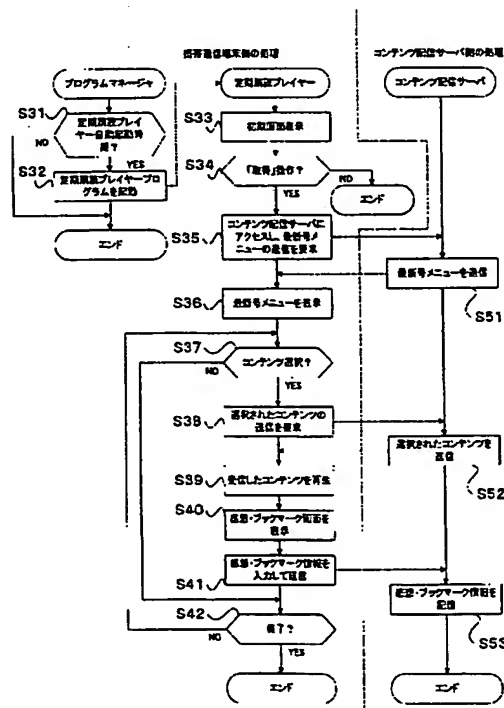 携帯通信端末側の処理
コンテンツ配信サーバ側の処理
プログラムマネージャ
定期購読プレイヤー
コンテンツ配信サーバ
S31
定期購読プレイ
ヤー自動起動時
期?
NO
YES
S32
定期購読プレイヤープログ
ラムを起動
エンド
S33
初期画面表示
S34
「取得」操作?
NO
YES
エンド
S35
コンテンツ配信サーバに
アクセスし、最新号メ
ニューの送信を要求
最新号メニューを送信
S51
S36
最新号メニューを表示
S37
コンテンツ選択?
NO
YES
S38
選択されたコンテンツの
送信を要求
選択されたコンテンツを
送信
S52
S39
受信したコンテンツを再生
S40
感想・ブックマーク画面を
表示
S41
感想・ブックマーク情報を
入力して送信
感想・ブックマーク情報を
記憶
S53
S42
終了?
NO
YES
エンド
エンド